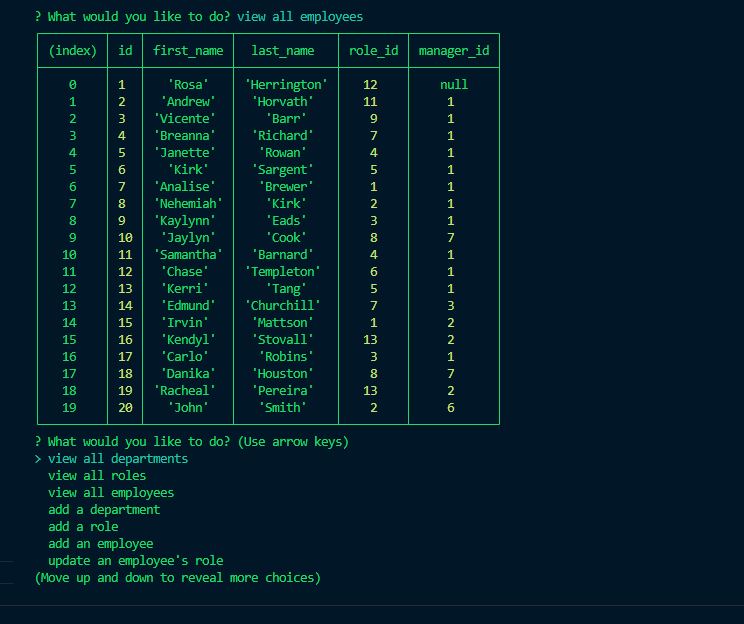 ? What would you like to do? view all employees
(index) id first_name last_name role_id manager_id
0 1 'Rosa' 'Herrington' 12 null
1 2 'Andrew' 'Horvath' 11 1
2 3 'Vicente' 'Barr' 9 1
3 4 'Breanna' 'Richard' 7 1
4 5 'Janette' 'Rowan' 4 1
5 6 'Kirk' 'Sargent' 5 1
6 7 'Analise' 'Brewer' 1 1
7 8 'Nehemiah' 'Kirk' 2 1
8 9 'Kaylynn' 'Eads' 3 1
9 10 'Jaylyn' 'Cook' 8 7
10 11 'Samantha' 'Barnard' 4 1
11 12 'Chase' 'Templeton' 6 1
12 13 'Kerri' 'Tang' 5 1
13 14 'Edmund' 'Churchill' 7 3
14 15 'Irvin' 'Mattson' 1 2
15 16 'Kendyl' 'Stovall' 13 2
16 17 'Carlo' 'Robins' 3 1
17 18 'Danika' 'Houston' 8 7
18 19 'Racheal' 'Pereira' 13 2
19 20 'John' 'Smith' 2 6
? What would you like to do? (Use arrow keys)
> view all departments
view all roles
view all employees
add a department
add a role
add an employee
update an employee's role
(Move up and down to reveal more choices)